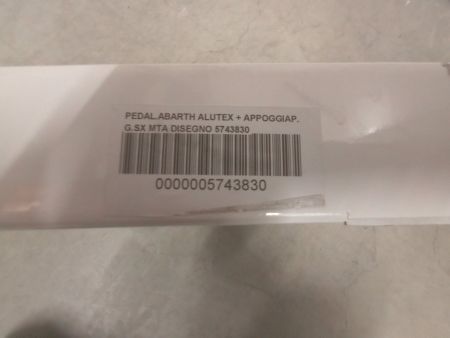 PEDAL.ABARTH ALUTEX + APPOGGIAP.
G.SX MTA DISEGNO 5743830
0000005743830